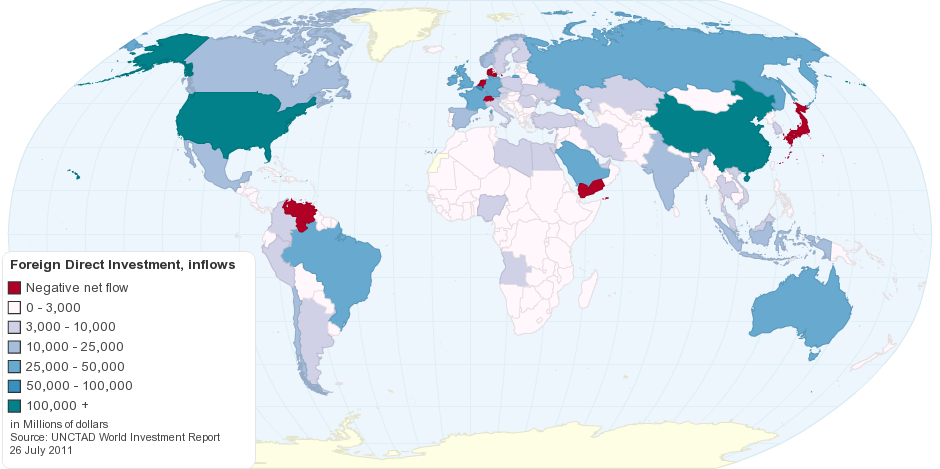 Foreign Direct Investment, inflows
Negative net flow
0 - 3,000
3,000 - 10,000
10,000 - 25,000
25,000 - 50,000
50,000 - 100,000
100,000 +
in Millions of dollars
Source: UNCTAD World Investment Report
26 July 2011